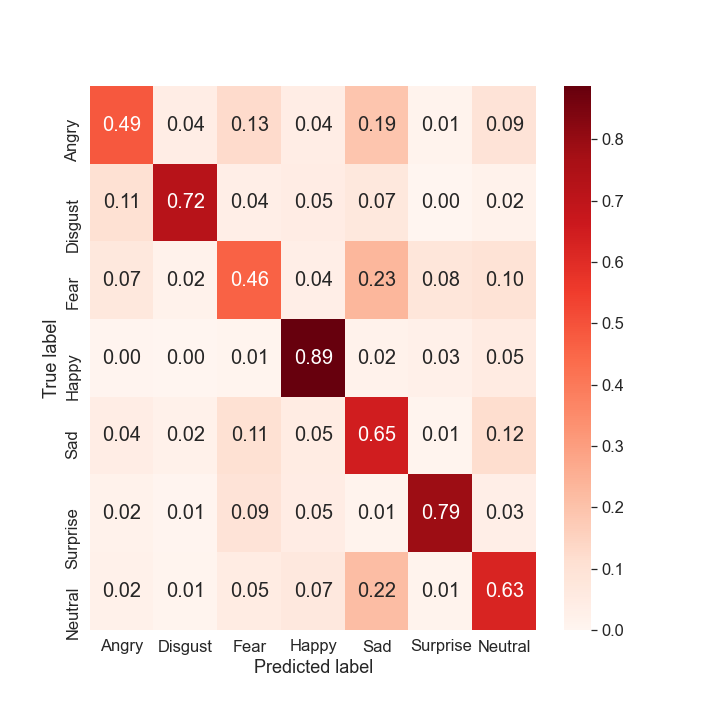 Angry 0.49 0.04 0.13 0.04 0.19 0.01 0.09
Disgust 0.11 0.72 0.04 0.05 0.07 0.00 0.02
Fear 0.07 0.02 0.46 0.04 0.23 0.08 0.10
Happy 0.00 0.00 0.01 0.89 0.02 0.03 0.05
Sad 0.04 0.02 0.11 0.05 0.65 0.01 0.12
Surprise 0.02 0.01 0.09 0.05 0.01 0.79 0.03
Neutral 0.02 0.01 0.05 0.07 0.22 0.01 0.63
True label
Angry Disgust Fear Happy Sad Surprise Neutral
Predicted label
0.8
0.7
0.6
0.5
0.4
0.3
0.2
0.1
0.0